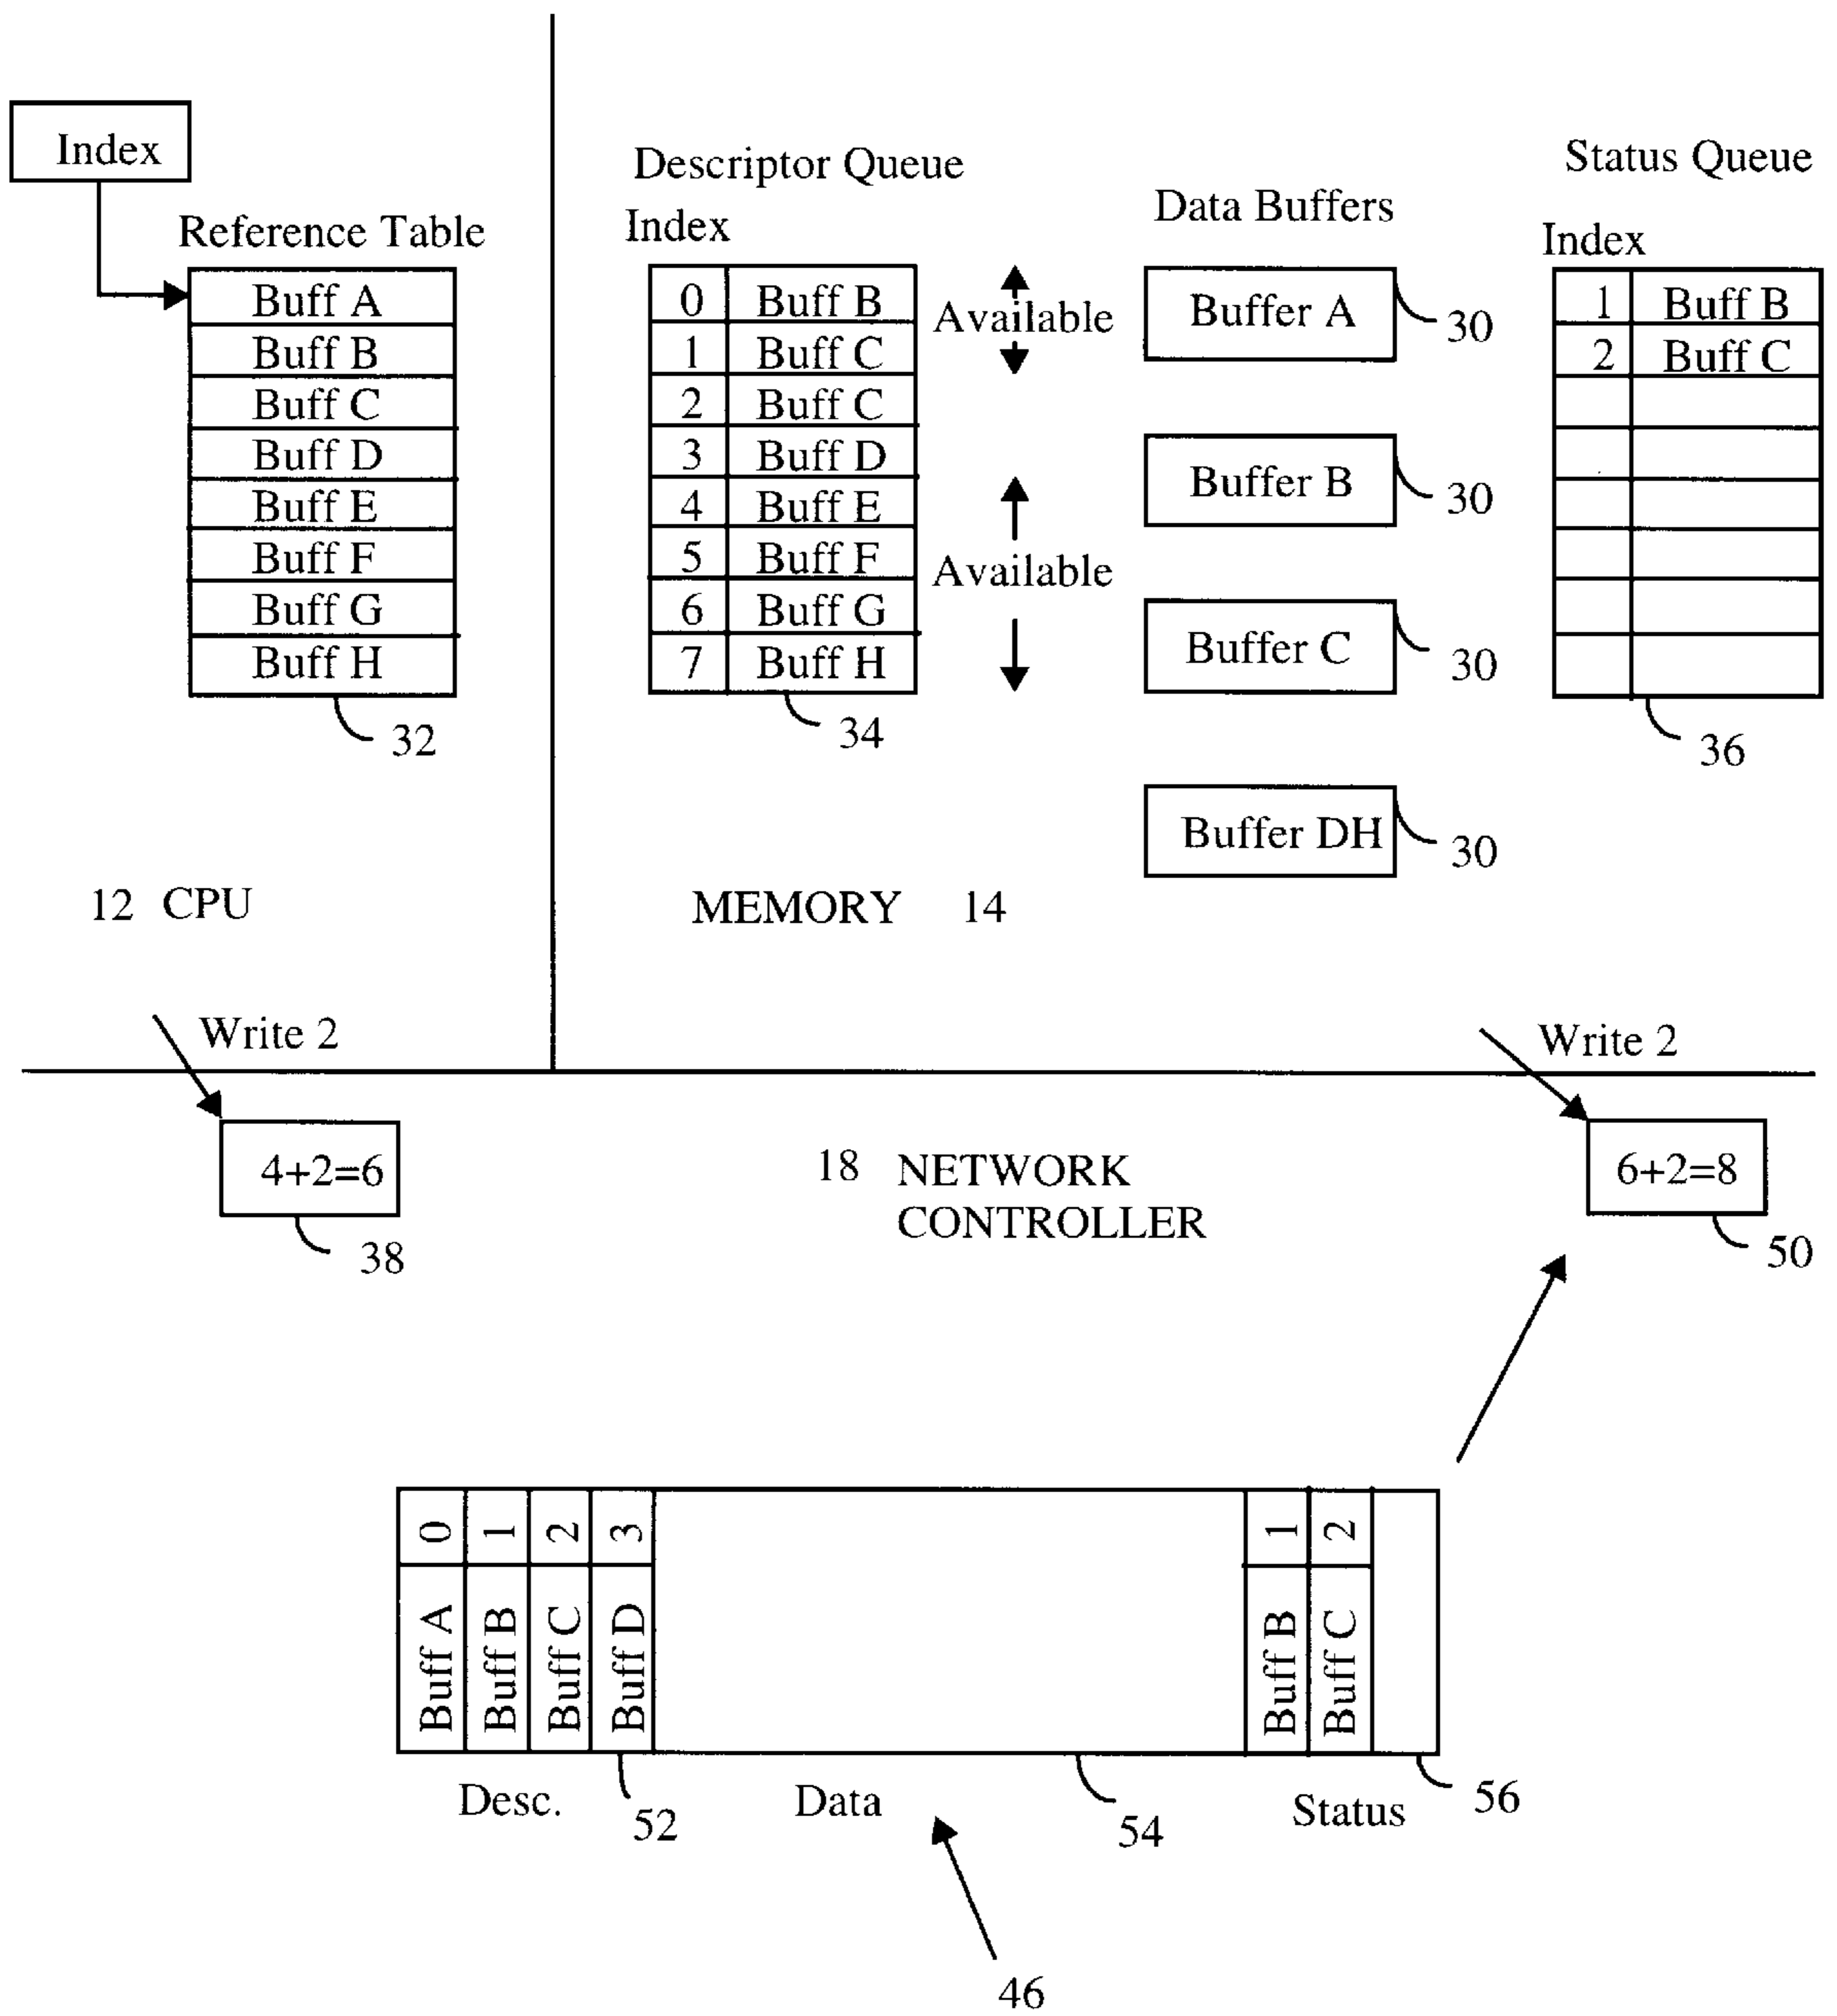 Index
Reference Table
Buff A
Buff B
Buff C
Buff D
Buff E
Buff F
Buff G
Buff H
32
12 CPU
Descriptor Queue
Index
0 Buff B
1 Buff C
2 Buff C
3 Buff D
4 Buff E
5 Buff F
6 Buff G
7 Buff H
34
Available
Available
Data Buffers
Buffer A
30
Buffer B
30
Buffer C
30
Buffer DH
30
Status Queue
Index
1 Buff B
2 Buff C
36
MEMORY 14
Write 2
4+2=6
38
18 NETWORK
CONTROLLER
Write 2
6+2=8
50
0 Buff A
1 Buff B
2 Buff C
3 Buff D
1 Buff B
2 Buff C
Desc.
52
Data
54
Status
56
46